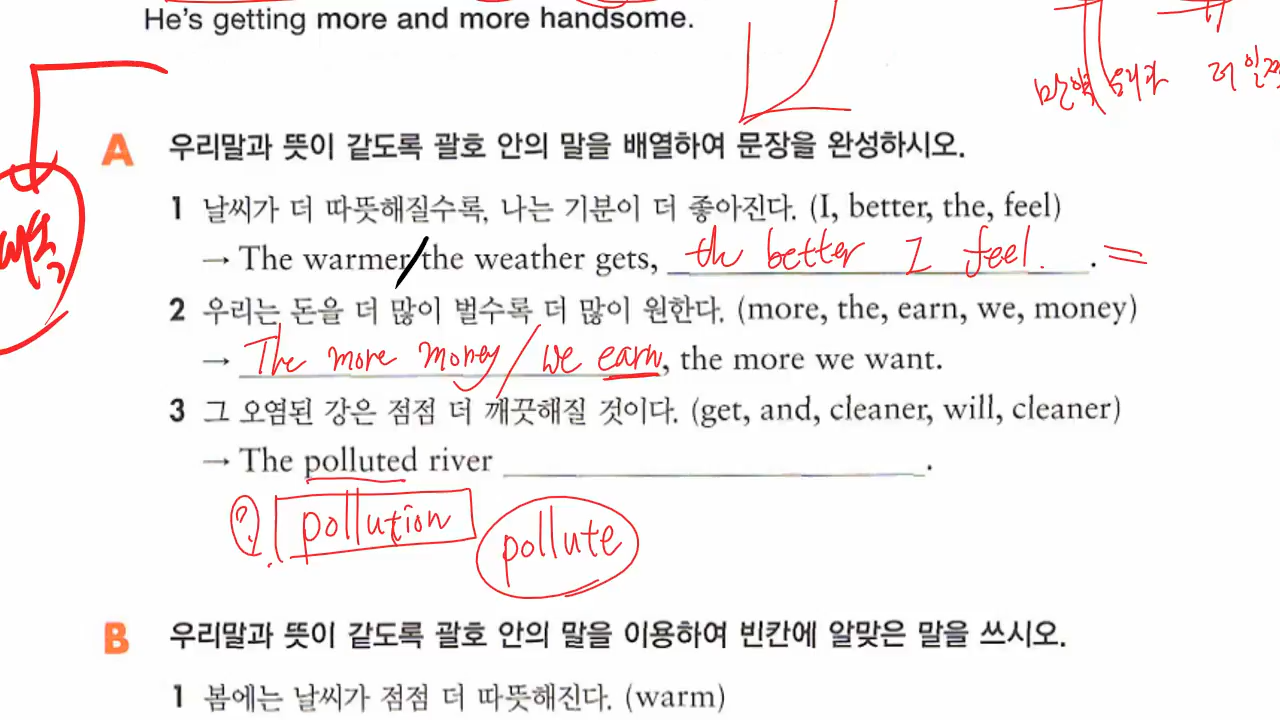 He's getting more and more handsome.
더 일찍
A 우리말과 뜻이 같도록 괄호 안의 말을 배열하여 문장을 완성하시오.
1 날씨가 더 따뜻해질수록, 나는 기분이 더 좋아진다. (I, better, the, feel)
→ The warmer/the weather gets, the better I feel. . =
2 우리는 돈을 더 많이 벌수록 더 많이 원한다. (more, the, earn, we, money)
→ The more money / we earn, the more we want.
3 그 오염된 강은 점점 더 깨끗해질 것이다. (get, and, cleaner, will, cleaner)
→ The polluted river .
? pollution pollute
B 우리말과 뜻이 같도록 괄호 안의 말을 이용하여 빈칸에 알맞은 말을 쓰시오.
1 봄에는 날씨가 점점 더 따뜻해진다. (warm)